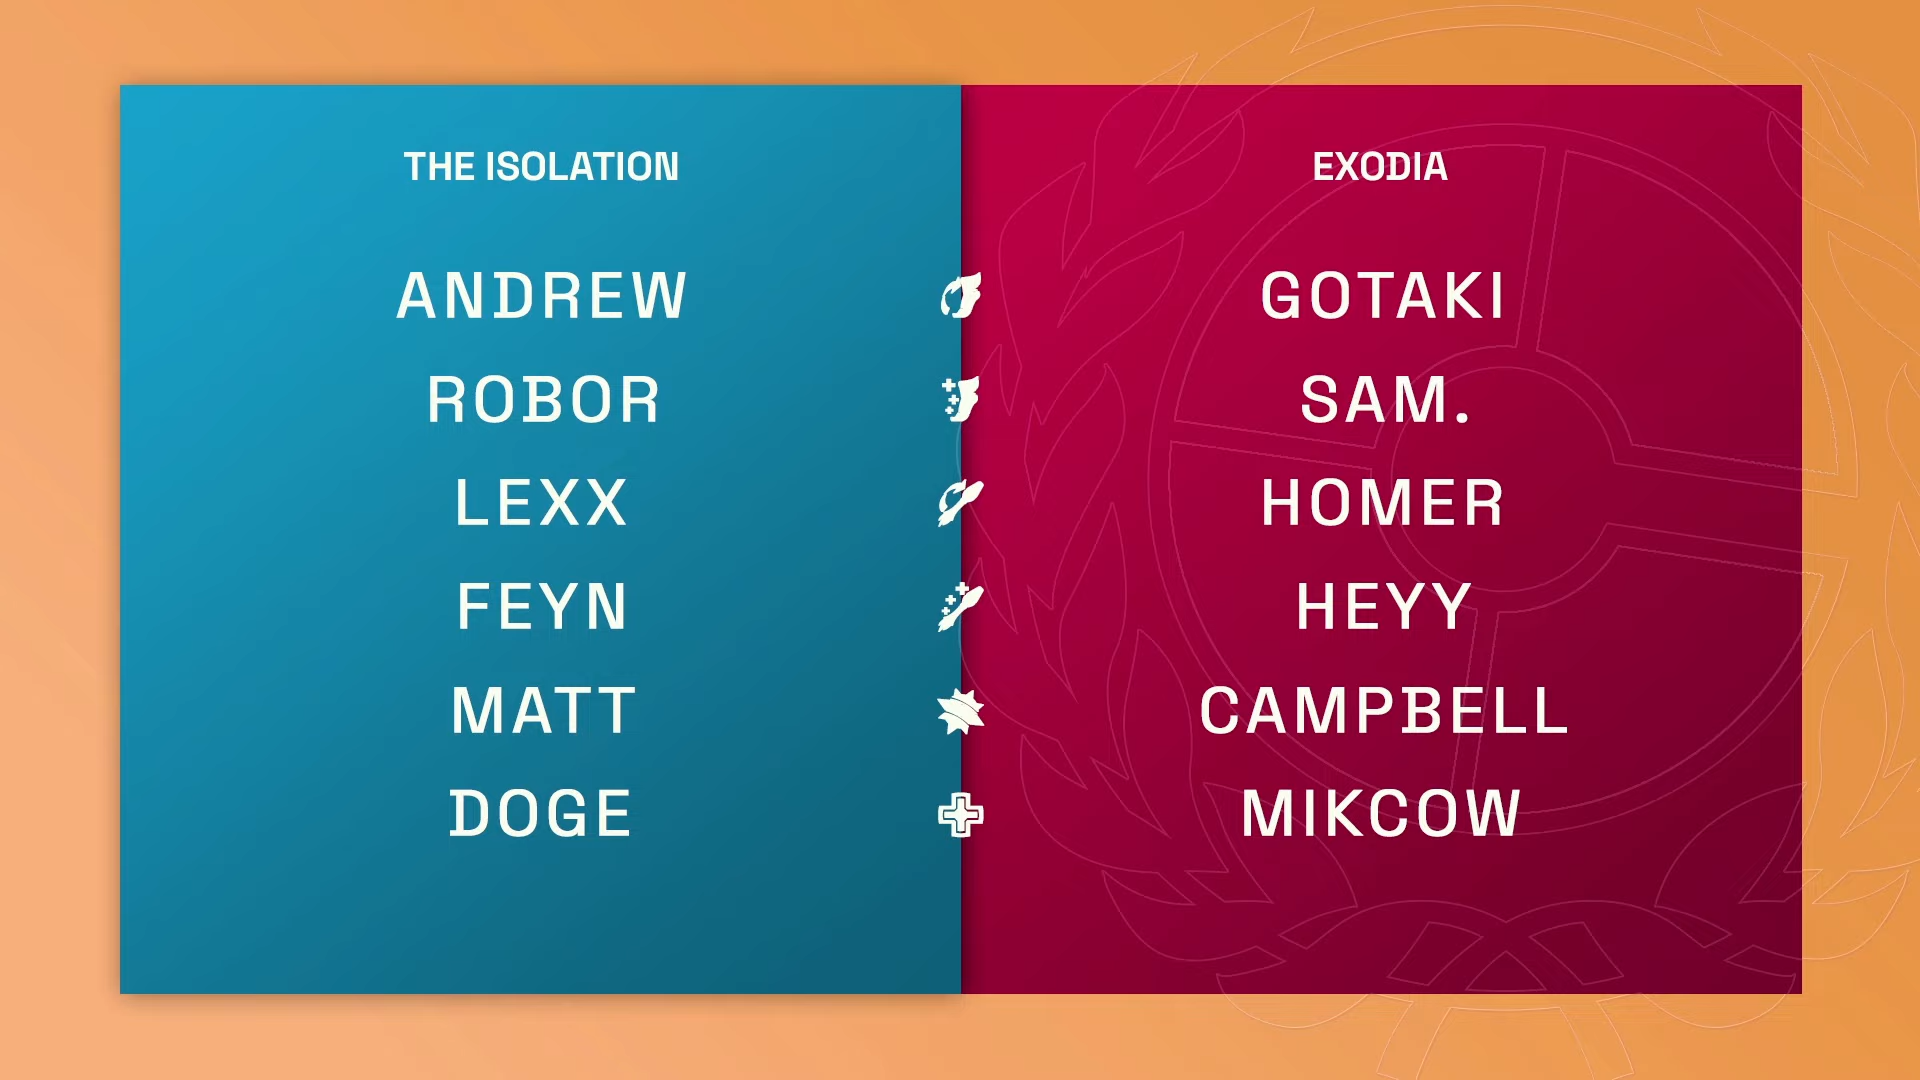 THE ISOLATION
ANDREW
ROBOR
LEXX
FEYN
MATT
DOGE
EXODIA
GOTAKI
SAM.
HOMER
HEYY
CAMPBELL
MIKCOW